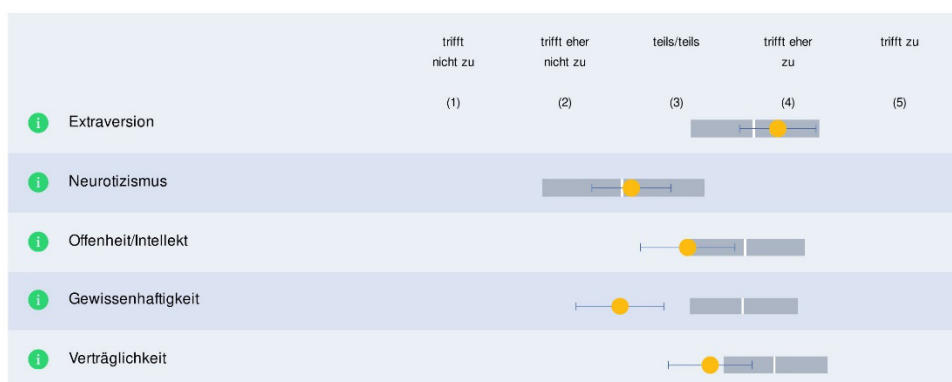 trifft trifft eher teils/teils trifft eher trifft zu
nicht zu nicht zu zu
(1) (2) (3) (4) (5)
i Extraversion
i Neurotizismus
i Offenheit/Intellekt
i Gewissenhaftigkeit
i Verträglichkeit